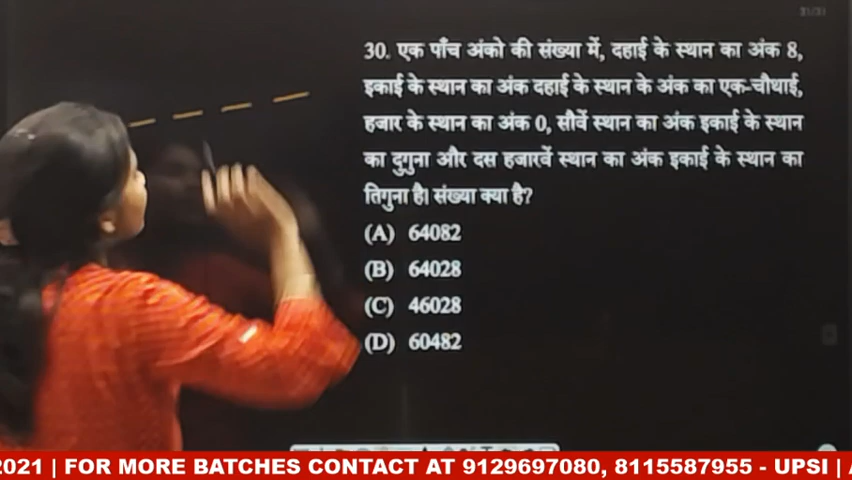 30. एक पाँच अंको की संख्या में, दहाई के स्थान का अंक 8,
इकाई के स्थान का अंक दहाई के स्थान के अंक का एक-चौथाई,
हजार के स्थान का अंक 0, सौवें स्थान का अंक इकाई के स्थान
का दुगुना और दस हजारवें स्थान का अंक इकाई के स्थान का
तिगुना है। संख्या क्या है?
(A) 64082
(B) 64028
(C) 46028
(D) 60482
2021 | FOR MORE BATCHES CONTACT AT 9129697080, 8115587955 - UPSI |